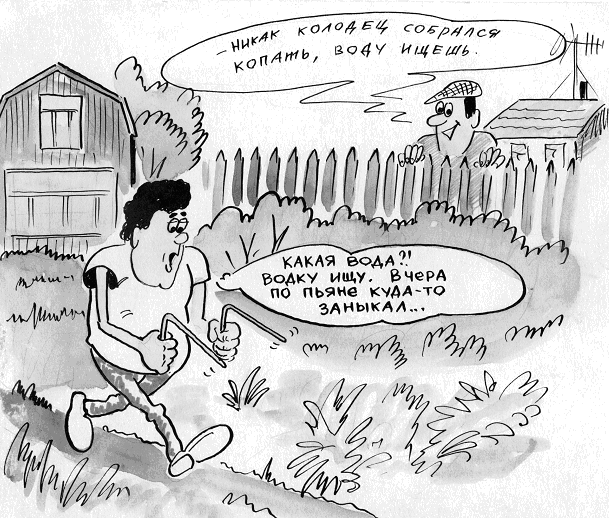 - НИКАК КОЛОДЕЦ СОБРАЛСЯ
КОПАТЬ, ВОДУ ИЩЕШЬ.
КАКАЯ ВОДА?!
ВОДКУ ИЩУ. ВЧЕРА
ПО ПЬЯНЕ КУДА-ТО
ЗАНЫКАЛ...